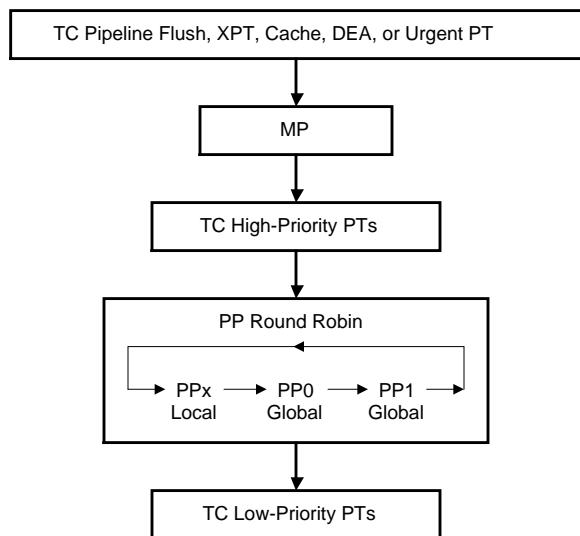 TC Pipeline Flush, XPT, Cache, DEA, or Urgent PT
MP
TC High-Priority PTs
PP Round Robin
PPx PP0 PP1
Local Global Global
TC Low-Priority PTs